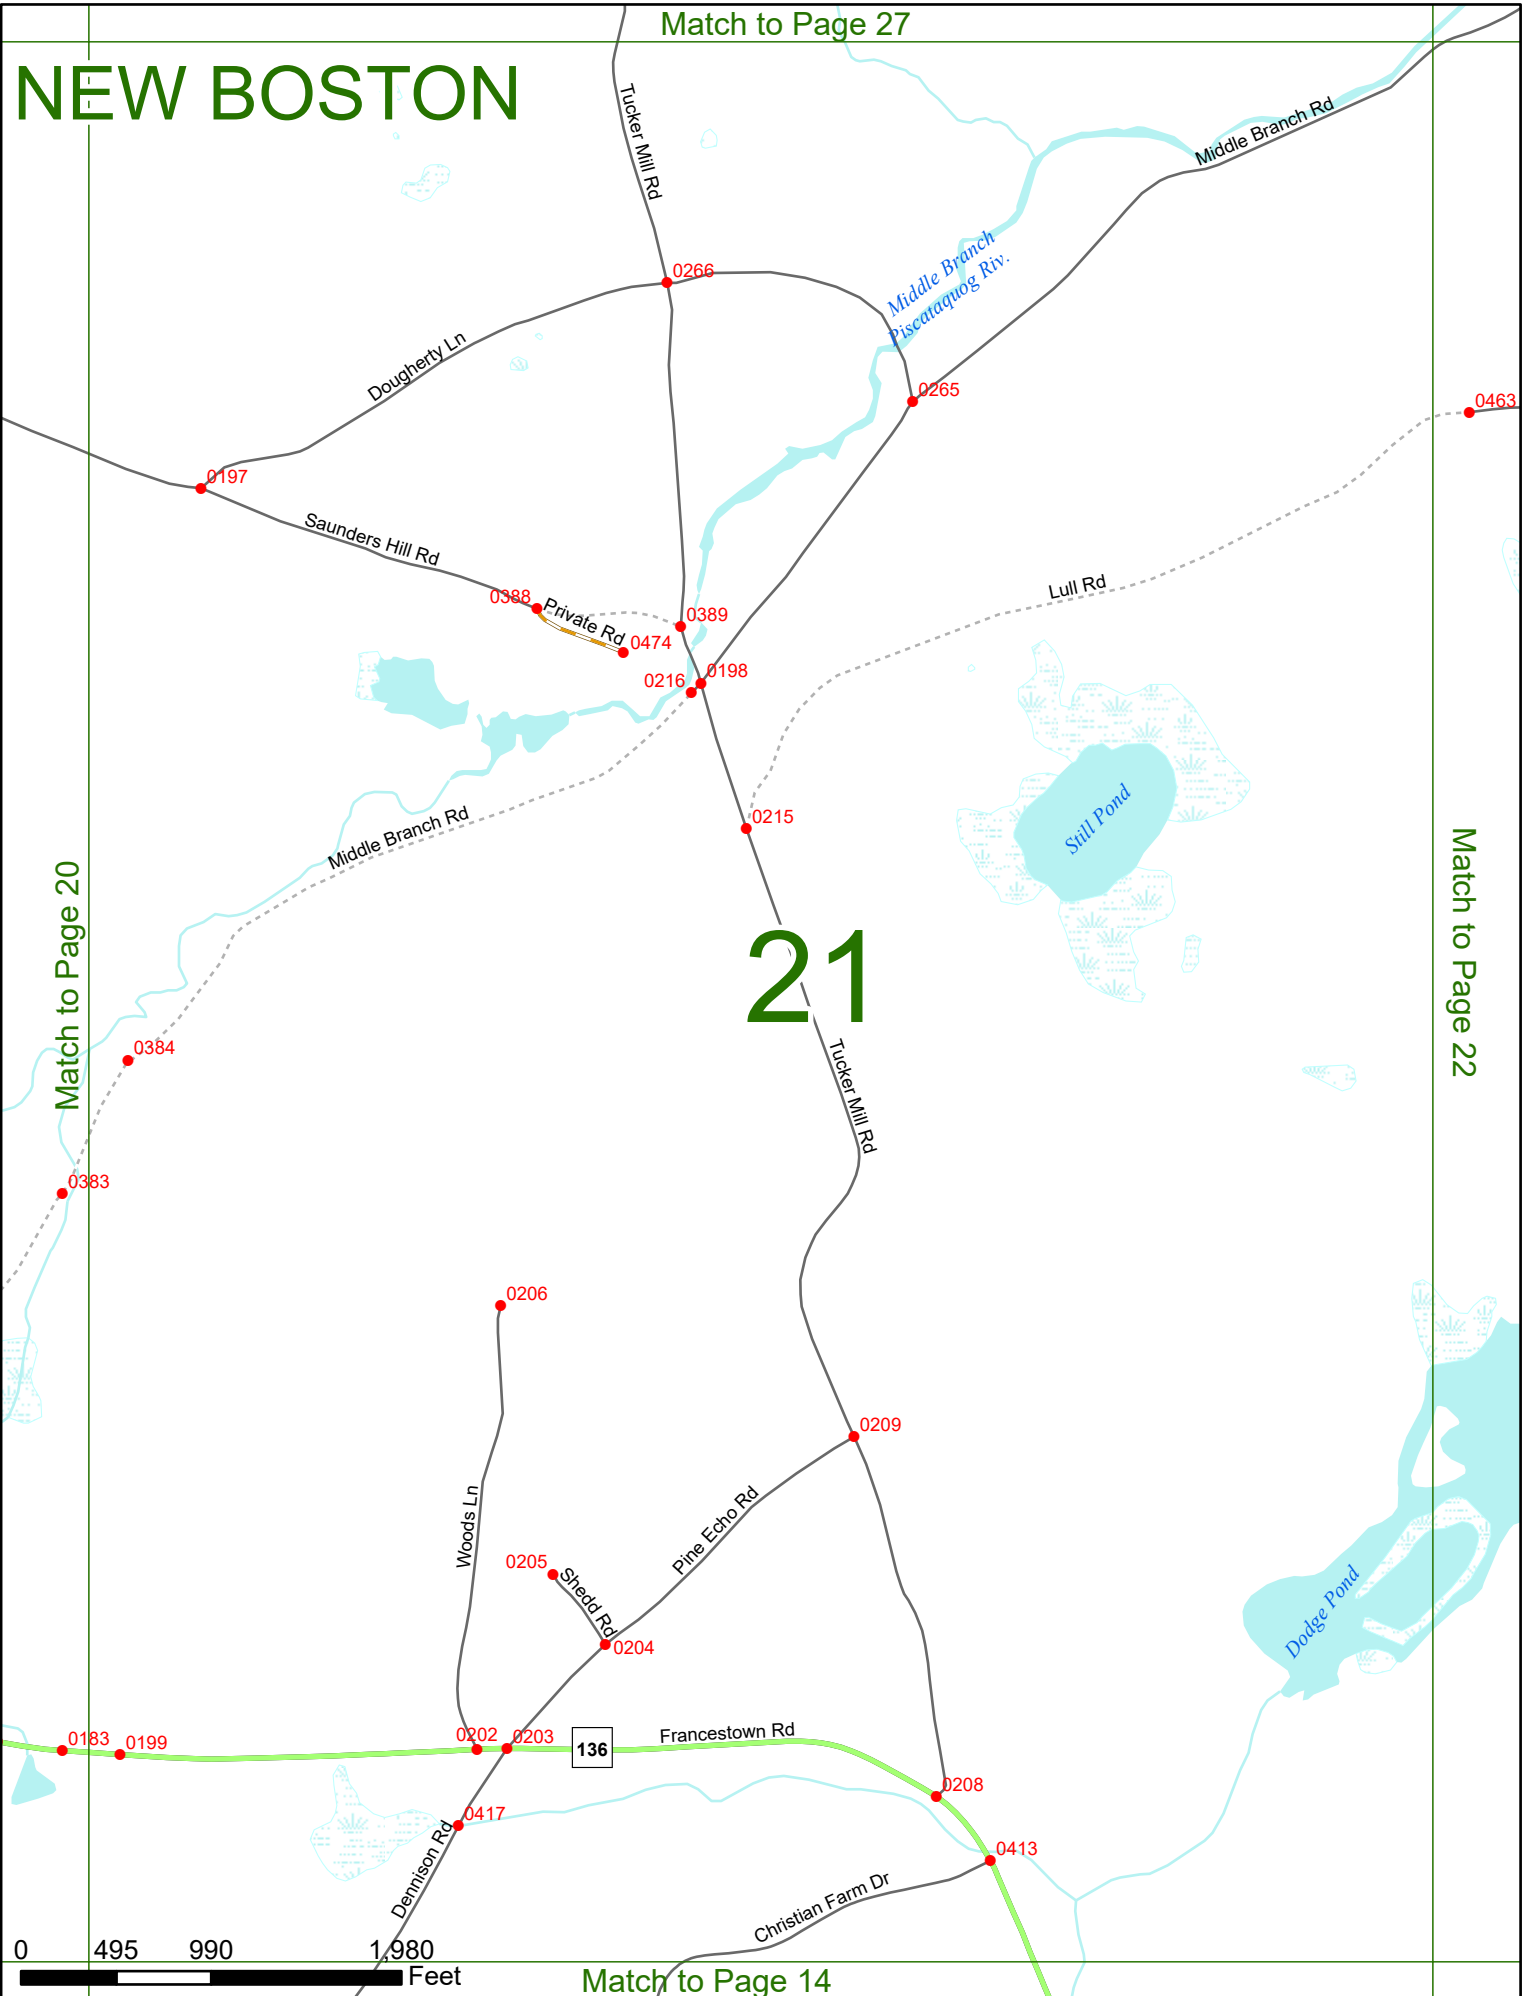 Match to Page 27
NEW BOSTON
Tucker Mill Rd
Middle Branch Rd
Middle Branch
Piscataquog Riv.
0266
Dougherty Ln
0265
0463
0197
Saunders Hill Rd
Lull Rd
0388
Private Rd
0389
0474
0216
0198
Still Pond
Middle Branch Rd
0215
Match to Page 20
Match to Page 22
21
0384
Tucker Mill Rd
0383
0206
0209
Woods Ln
Pine Echo Rd
0205
Shedd Rd
Dodge Pond
0204
0183
0199
0202
0203
136
Francestown Rd
0208
0417
0413
Dennison Rd
Christian Farm Dr
0 495 990 1,980
Feet
Match to Page 14